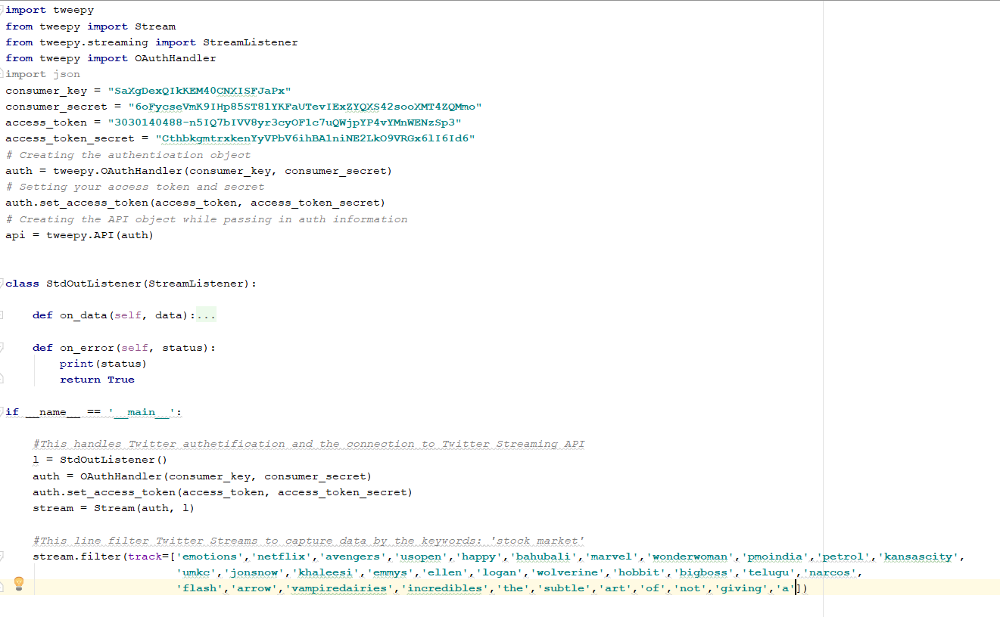 import tweepy
from tweepy import Stream
from tweepy.streaming import StreamListener
from tweepy import OAuthHandler
import json
consumer_key = "SaXgDexQIkKEM40CNXISFJaPx"
consumer_secret = "6oFycseVmK9IHp85ST8lYKFaUTevIExZYQXS42sooXMT4ZQMmo"
access_token = "3030140488-n5IQ7bIVV8yr3cyOF1c7uQWjpYP4vYMnWENzSp3"
access_token_secret = "CthbkgmtrxkenYyVPbV6ihBA1niNE2LkO9VRGx6lI6Id6"
# Creating the authentication object
auth = tweepy.OAuthHandler(consumer_key, consumer_secret)
# Setting your access token and secret
auth.set_access_token(access_token, access_token_secret)
# Creating the API object while passing in auth information
api = tweepy.API(auth)
class StdOutListener(StreamListener):
def on_data(self, data):...
def on_error(self, status):
print(status)
return True
if __name__ == '__main__':
#This handles Twitter authetification and the connection to Twitter Streaming API
l = StdOutListener()
auth = OAuthHandler(consumer_key, consumer_secret)
auth.set_access_token(access_token, access_token_secret)
stream = Stream(auth, l)
#This line filter Twitter Streams to capture data by the keywords: 'stock market'
stream.filter(track=['emotions','netflix','avengers','usopen','happy','bahubali','marvel','wonderwoman','pmoindia','petrol','kansascity',
'umkc','jonsnow','khaleesi','emmys','ellen','logan','wolverine','hobbit','bigboss','telugu','narcos',
'flash','arrow','vampiredairies','incredibles','the','subtle','art','of','not','giving','a'])